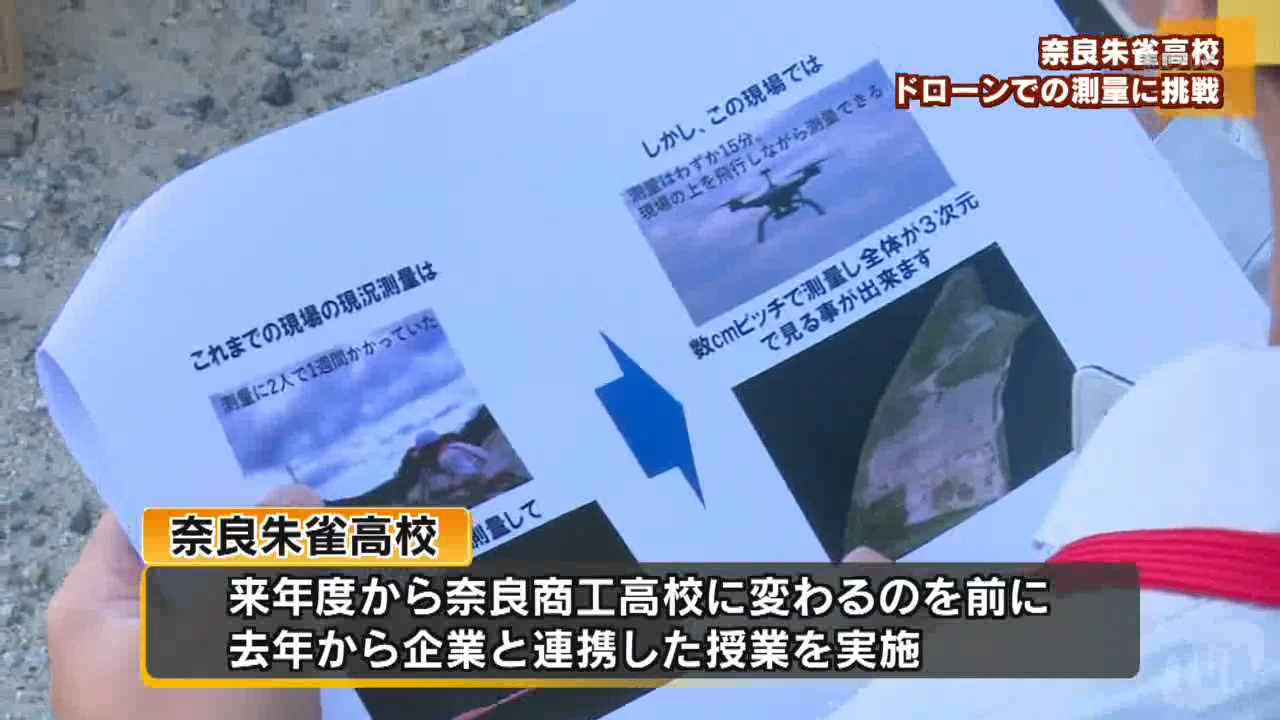 奈良朱雀高校
ドローンでの測量に挑戦
しかし、この現場では
測量はわずか15分。
現場の上を飛行しながら測量できる
数cmピッチで測量し全体が3次元
で見る事が出来ます
これまでの現場の現況測量は
測量に2人で1週間かかっていた
測量して
奈良朱雀高校
来年度から奈良商工高校に変わるのを前に
去年から企業と連携した授業を実施